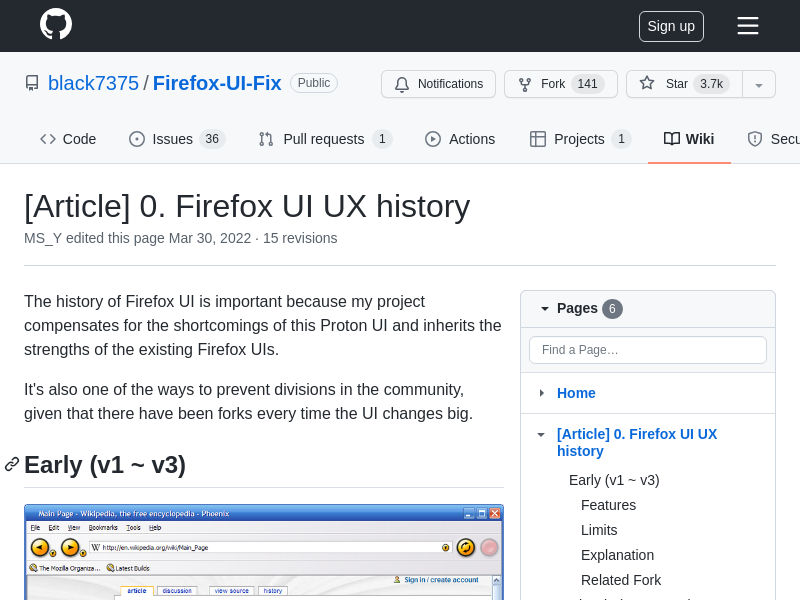 Sign up
black7375 / Firefox-UI-Fix Public
Notifications Fork 141 Star 3.7k
Code Issues 36 Pull requests 1 Actions Projects 1 Wiki Secu
[Article] 0. Firefox UI UX history
MS_Y edited this page Mar 30, 2022 · 15 revisions
The history of Firefox UI is important because my project
compensates for the shortcomings of this Proton UI and inherits the
strengths of the existing Firefox UIs.
It's also one of the ways to prevent divisions in the community,
given that there have been forks every time the UI changes big.
Early (v1 ~ v3)
Main Page - Wikipedia, the free encyclopedia - Phoenix
File Edit View Bookmarks Tools Help
W http://en.wikipedia.org/wiki/Main_Page
The Mozilla Organiza... Latest Builds
Sign in / create account
article discussion view source history
Pages 6
Find a Page…
Home
[Article] 0. Firefox UI UX
history
Early (v1 ~ v3)
Features
Limits
Explanation
Related Fork